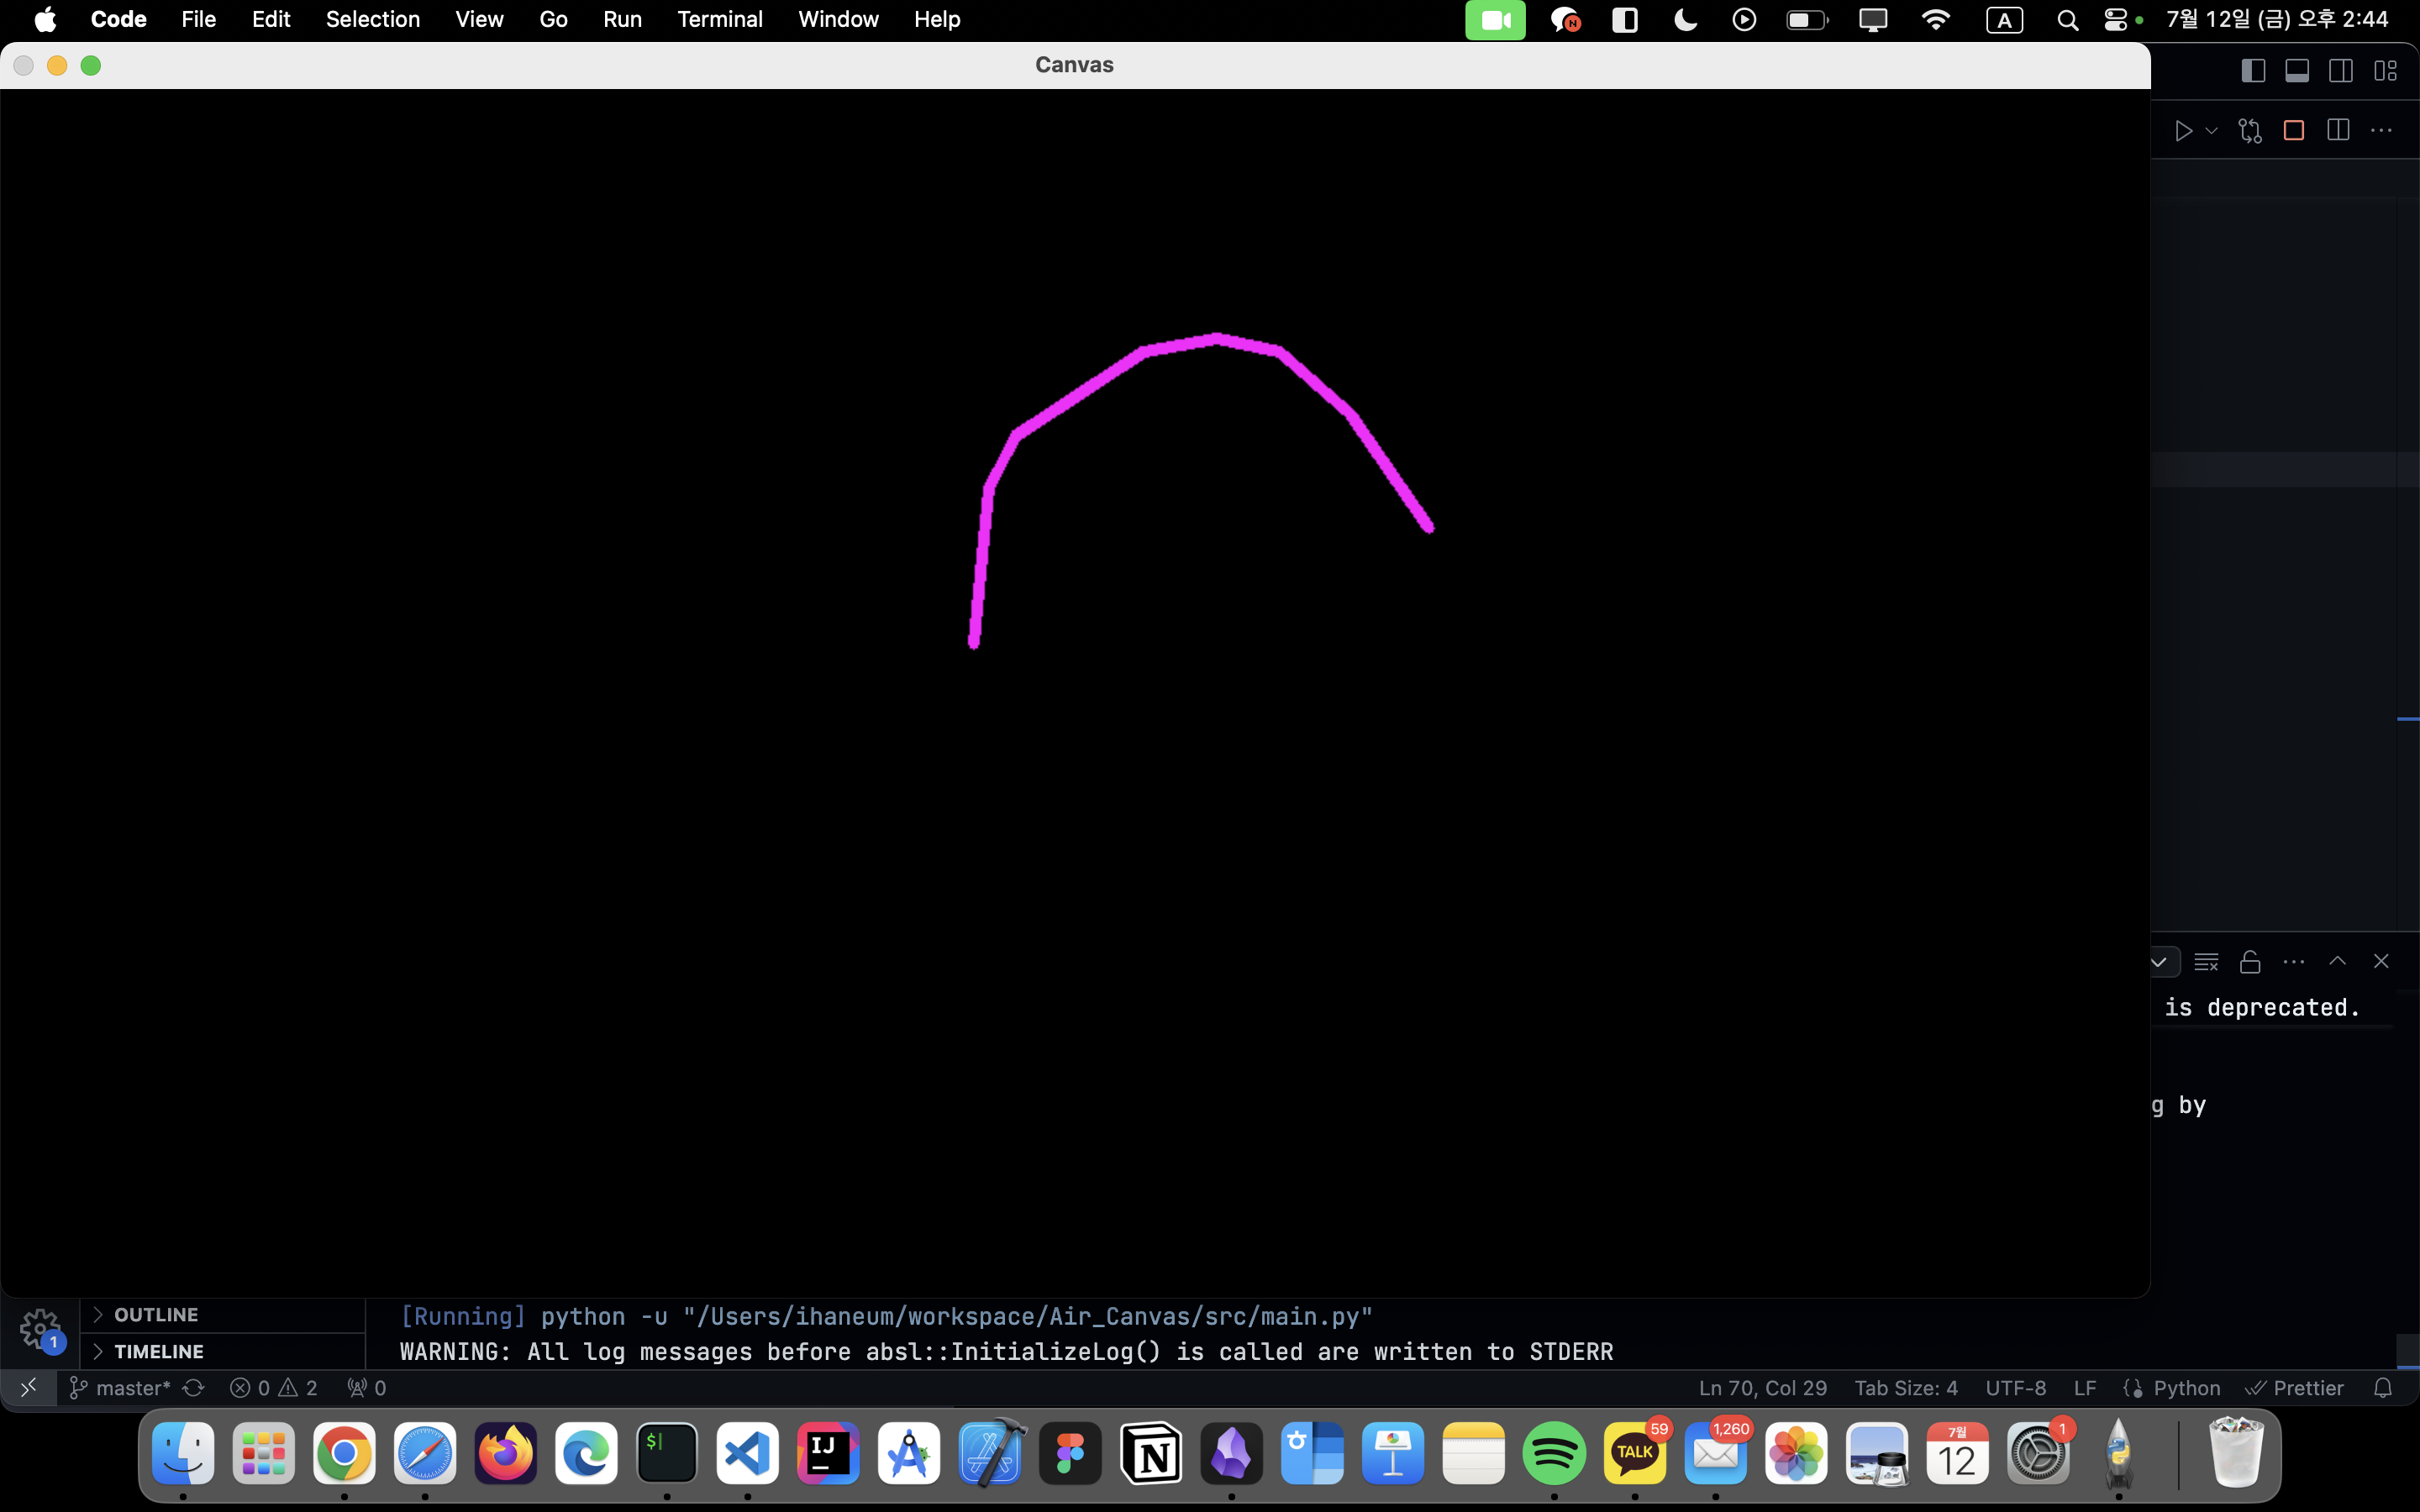 Code File Edit Selection View Go Run Terminal Window Help N A 7월 12일 (금) 오후 2:44
Canvas
is deprecated.
g by
OUTLINE
[Running] python -u "/Users/ihaneum/workspace/Air_Canvas/src/main.py"
1
TIMELINE
WARNING: All log messages before absl::InitializeLog() is called are written to STDERR
master* 0 2 0 Ln 70, Col 29 Tab Size: 4 UTF-8 LF Python Prettier
$ IJ N ㅎ TALK 59 1,260 7월 12 1